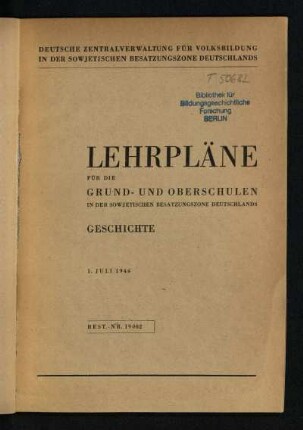 DEUTSCHE ZENTRALVERWALTUNG FÜR VOLKSBILDUNG
IN DER SOWJETISCHEN BESATZUNGSZONE DEUTSCHLANDS
Bibliothek für
Bildungsgeschichtliche
Forschung
BERLIN
LEHRPLÄNE
FÜR DIE
GRUND- UND OBERSCHULEN
IN DER SOWJETISCHEN BESATZUNGSZONE DEUTSCHLANDS
GESCHICHTE
1. JULI 1946
BEST.-NR. 19402